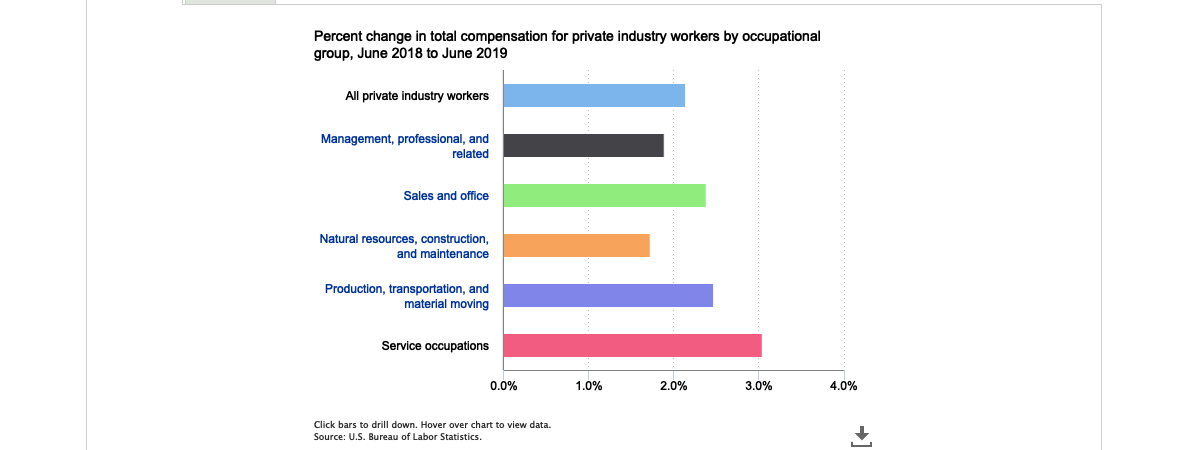 Percent change in total compensation for private industry workers by occupational
group, June 2018 to June 2019
All private industry workers
Management, professional, and
related
Sales and office
Natural resources, construction,
and maintenance
Production, transportation, and
material moving
Service occupations
0.0% 1.0% 2.0% 3.0% 4.0%
Click bars to drill down. Hover over chart to view data.
Source: U.S. Bureau of Labor Statistics.